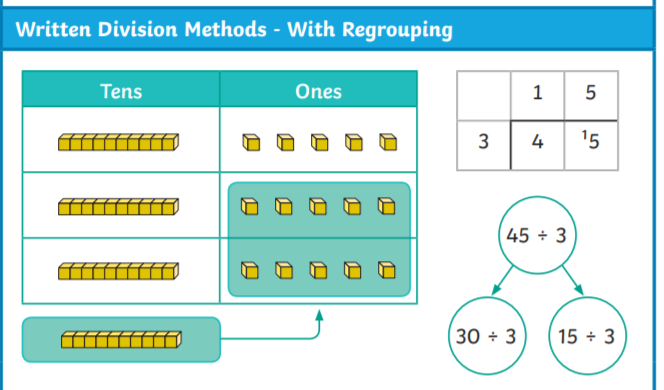 Written Division Methods - With Regrouping
Tens Ones
1 5
3 4 ¹5
45 ÷ 3
30 ÷ 3 15 ÷ 3